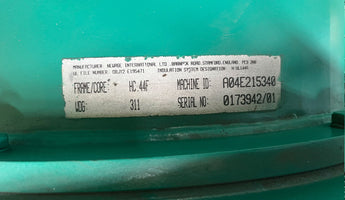 MANUFACTURER NEWAGE INTERNATIONAL LTD.,BARNACK ROAD,STAMFORD,ENGLAND. PE9 2NB
UL FILE NUMBER: INSULATION SYSTEM DESIGNATION:
FRAME/CORE: HC.44F MACHINE ID: A04E215340
WDG: 311 SERIAL NO: 0173942/01